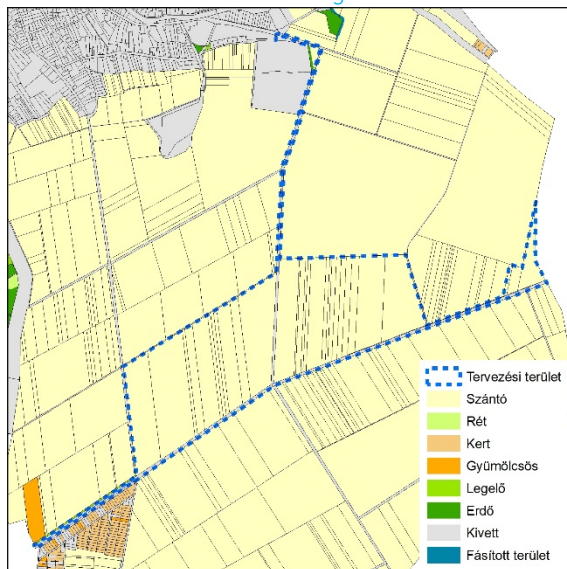 Tervezési terület
Szántó
Rét
Kert
Gyümölcsös
Legelő
Erdő
Kivett
Fásított terület